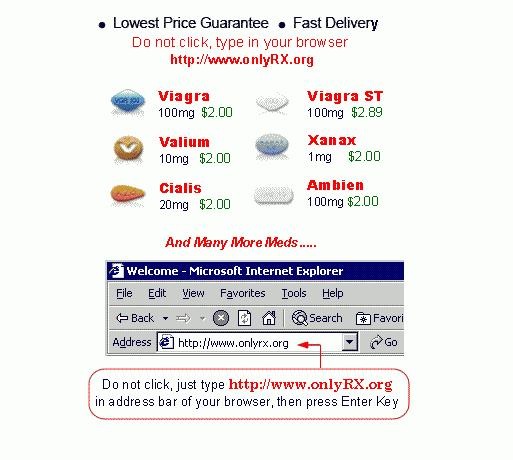 • Lowest Price Guarantee • Fast Delivery
Do not click, type in your browser
http://www.onlyRX.org
Viagra Viagra ST
100mg $2.00 100mg $2.89
Valium Xanax
10mg $2.00 1mg $2.00
Cialis Ambien
20mg $2.00 100mg $2.00
And Many More Meds.....
Welcome - Microsoft Internet Explorer
File Edit View Favorites Tools Help
Back Search Favori
Address http://www.onlyrx.org Go
Do not click, just type http://www.onlyRX.org
in address bar of your browser, then press Enter Key